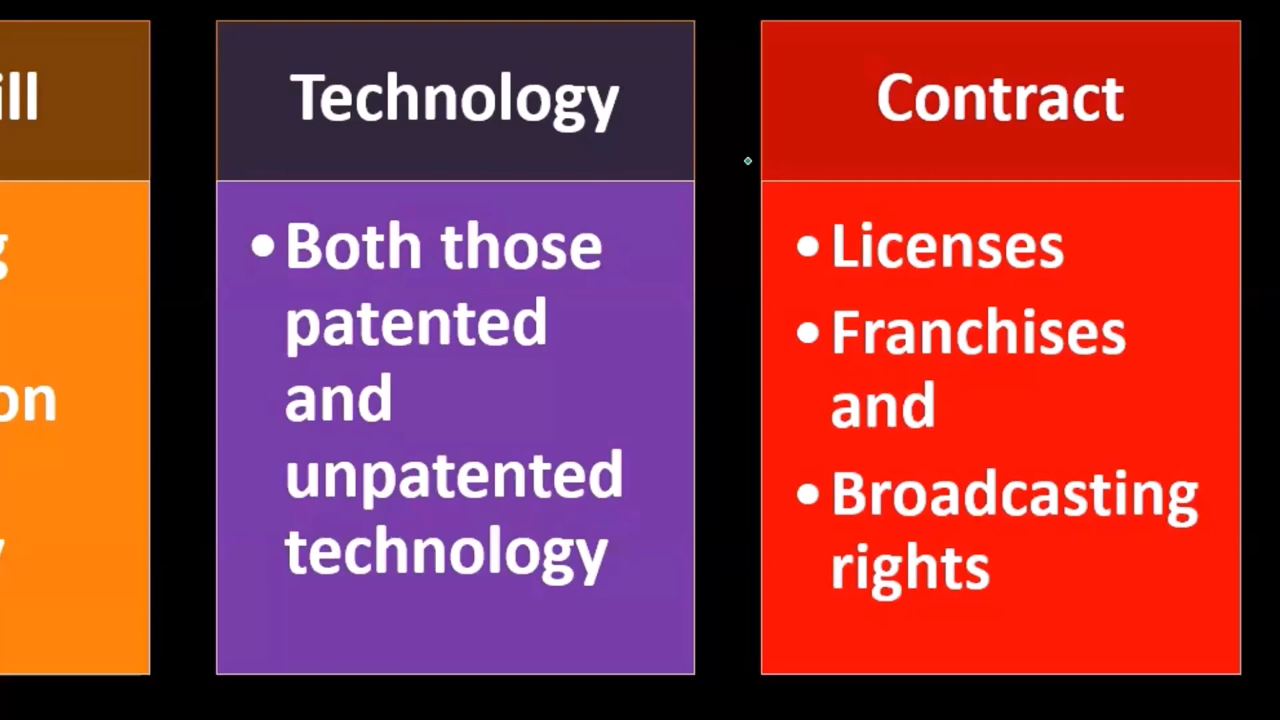 Technology
• Both those
patented
and
unpatented
technology
Contract
• Licenses
• Franchises
and
• Broadcasting
rights